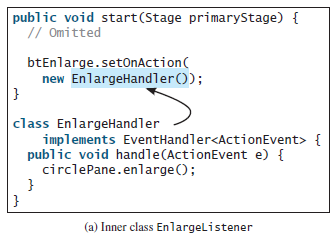 public void start(Stage primaryStage) {
  // Omitted

  btEnlarge.setOnAction(
    new EnlargeHandler());
}

class EnlargeHandler
    implements EventHandler<ActionEvent> {
  public void handle(ActionEvent e) {
    circlePane.enlarge();
  }
}
(a) Inner class EnlargeListener